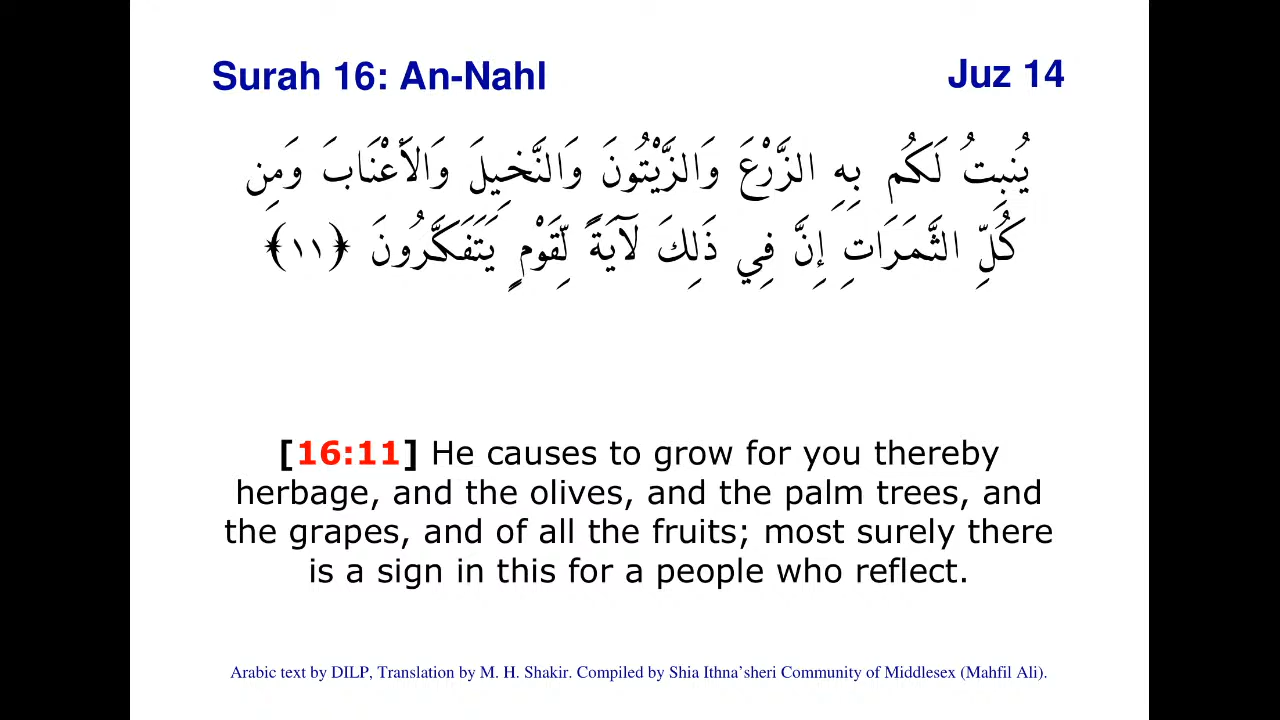 Surah 16: An-Nahl
Juz 14
يُنبِتُ لَكُم بِهِ الزَّرْعَ وَالزَّيْتُونَ وَالنَّخِيلَ وَالأَعْنَابَ وَمِن
كُلِّ الثَّمَرَاتِ إِنَّ فِي ذَلِكَ لآيَةً لِّقَوْمٍ يَتَفَكَّرُونَ ﴿١١﴾
[16:11] He causes to grow for you thereby
herbage, and the olives, and the palm trees, and
the grapes, and of all the fruits; most surely there
is a sign in this for a people who reflect.
Arabic text by DILP, Translation by M. H. Shakir. Compiled by Shia Ithna’sheri Community of Middlesex (Mahfil Ali).